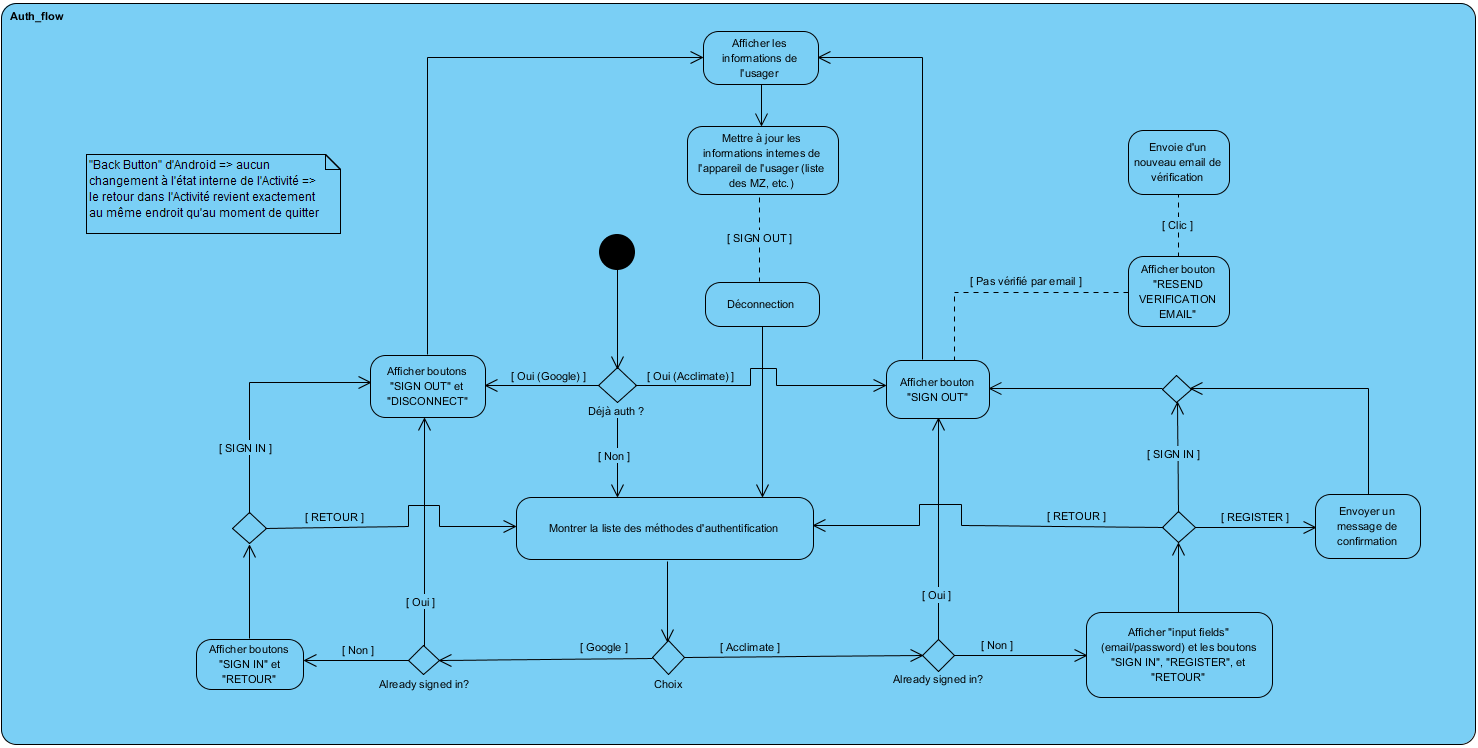 Auth_flow
Afficher les
informations de
l'usager
Mettre à jour les
informations internes de
l'appareil de l'usager (liste
des MZ, etc.)
"Back Button" d'Android => aucun
changement à l'état interne de l'Activité =>
le retour dans l'Activité revient exactement
au même endroit qu'au moment de quitter
Envoie d'un
nouveau email de
vérification
[ Clic ]
[ SIGN OUT ]
Afficher bouton
"RESEND
VERIFICATION
EMAIL"
[ Pas vérifié par email ]
Déconnection
Afficher boutons
"SIGN OUT" et
"DISCONNECT"
[ Oui (Google) ]
[ Oui (Acclimate) ]
Déjà auth ?
Afficher bouton
"SIGN OUT"
[ SIGN IN ]
[ Non ]
[ SIGN IN ]
[ RETOUR ]
Montrer la liste des méthodes d'authentification
[ RETOUR ]
[ REGISTER ]
Envoyer un
message de
confirmation
[ Oui ]
[ Oui ]
Afficher boutons
"SIGN IN" et
"RETOUR"
[ Non ]
Already signed in?
[ Google ]
Choix
[ Acclimate ]
Already signed in?
[ Non ]
Afficher "input fields"
(email/password) et les boutons
"SIGN IN", "REGISTER", et
"RETOUR"